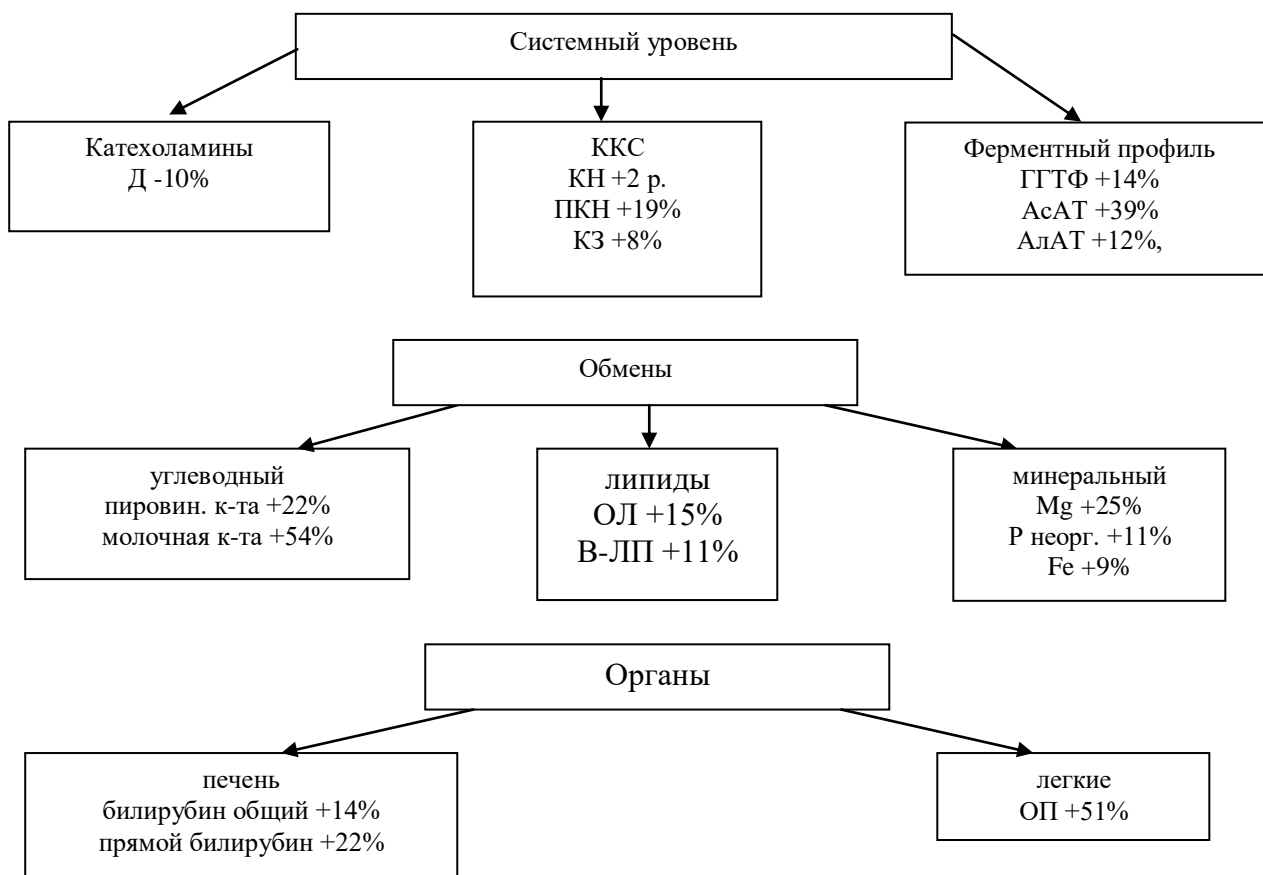 Системный уровень
Катехоламины
Д -10%
ККС
КН +2 р.
ПКН +19%
КЗ +8%
Ферментный профиль
ГГТФ +14%
АсАТ +39%
АлАТ +12%,
Обмены
углеводный
пировин. к-та +22%
молочная к-та +54%
липиды
ОЛ +15%
В-ЛП +11%
минеральный
Mg +25%
Р неорг. +11%
Fe +9%
Органы
печень
билирубин общий +14%
прямой билирубин +22%
легкие
ОП +51%